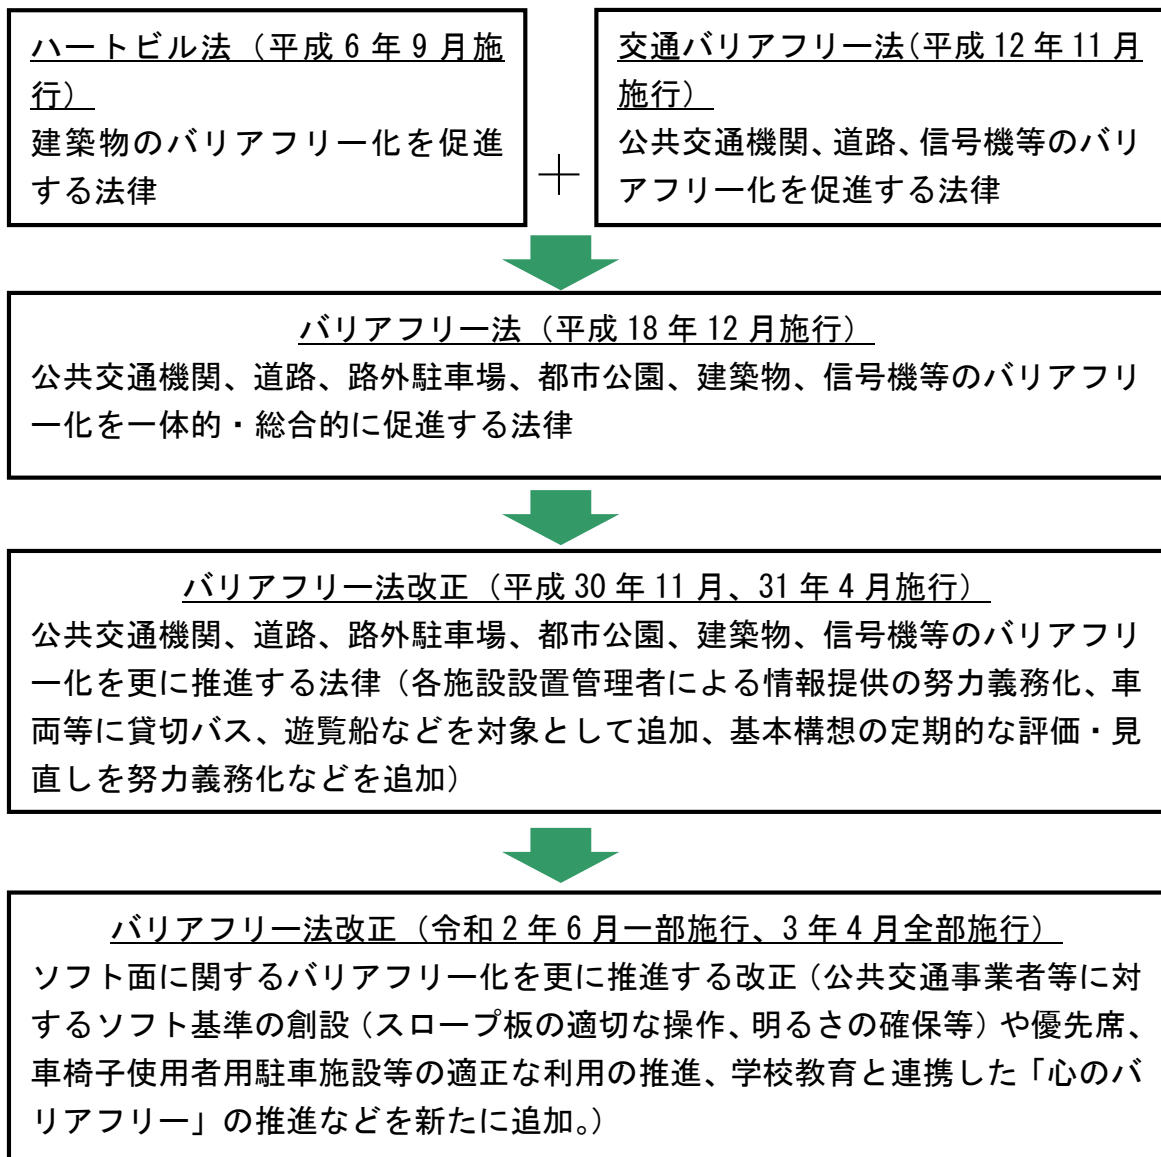 ハートビル法（平成 6 年 9 月施
行）
建築物のバリアフリー化を促進
する法律
＋
交通バリアフリー法(平成 12 年 11 月
施行）
公共交通機関、道路、信号機等のバリ
アフリー化を促進する法律
バリアフリー法（平成 18 年 12 月施行）
公共交通機関、道路、路外駐車場、都市公園、建築物、信号機等のバリアフリ
ー化を一体的・総合的に促進する法律
バリアフリー法改正（平成 30 年 11 月、31 年 4 月施行）
公共交通機関、道路、路外駐車場、都市公園、建築物、信号機等のバリアフリ
ー化を更に推進する法律（各施設設置管理者による情報提供の努力義務化、車
両等に貸切バス、遊覧船などを対象として追加、基本構想の定期的な評価・見
直しを努力義務化などを追加）
バリアフリー法改正（令和 2 年 6 月一部施行、3 年 4 月全部施行）
ソフト面に関するバリアフリー化を更に推進する改正（公共交通事業者等に対
するソフト基準の創設（スロープ板の適切な操作、明るさの確保等）や優先席、
車椅子使用者用駐車施設等の適正な利用の推進、学校教育と連携した「心のバ
リアフリー」の推進などを新たに追加。）